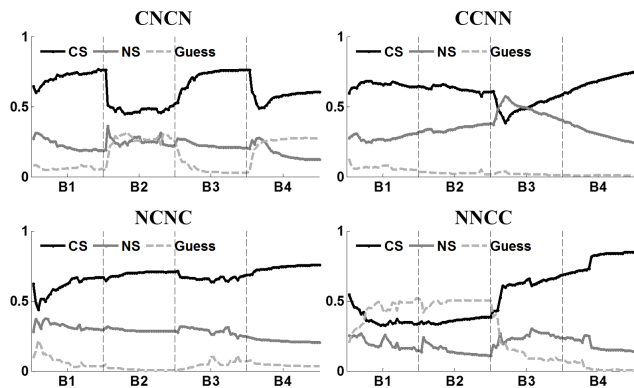 CNCN
CCNN
1
CS NS Guess
0.5
0
B1 B2 B3 B4
1
CS NS Guess
0.5
0
B1 B2 B3 B4
NCNC
NNCC
1
CS NS Guess
0.5
0
B1 B2 B3 B4
1
CS NS Guess
0.5
0
B1 B2 B3 B4